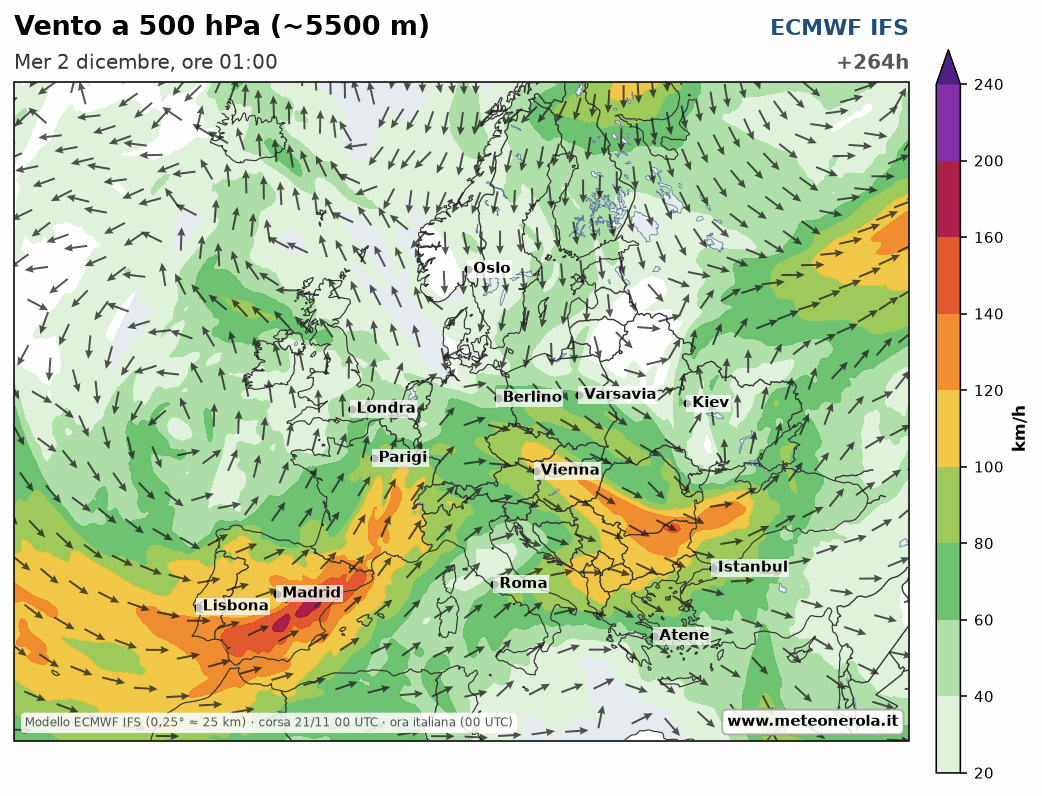 Vento a 500 hPa (~5500 m)
ECMWF IFS
Mer 2 dicembre, ore 01:00
+264h
240
200
160
140
120
100
80
60
40
20
km/h
Oslo
Londra
Berlino
Varsavia
Kiev
Parigi
Vienna
Istanbul
Roma
Madrid
Lisbona
Atene
Modello ECMWF IFS (0,25° ≈ 25 km) · corsa 21/11 00 UTC · ora italiana (00 UTC)
www.meteonerola.it